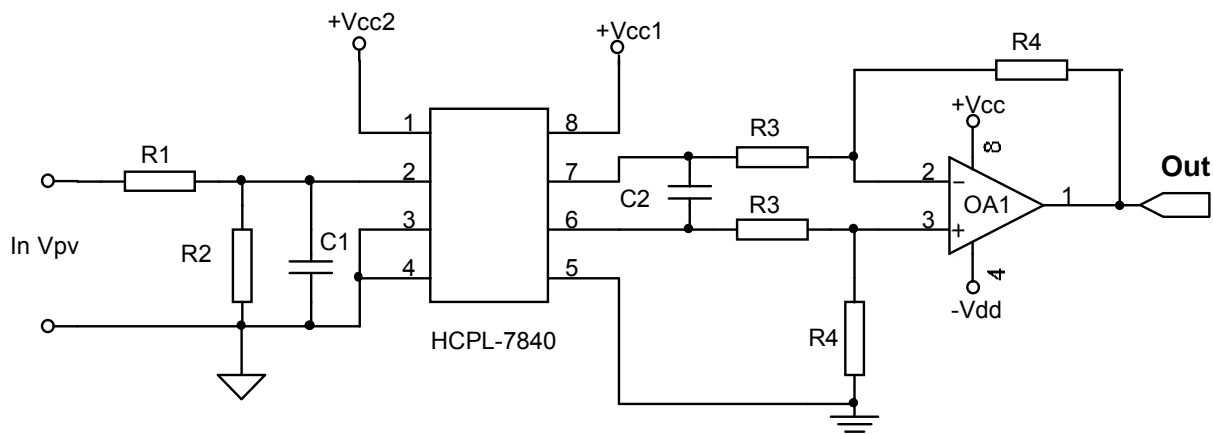 +Vcc2
+Vcc1
R4
+Vcc
8
1
8
R1
R3
Out
2
7
2
−
C2
OA1
1
In Vpv
R2
C1
3
6
R3
3
+
4
5
4
-Vdd
HCPL-7840
R4